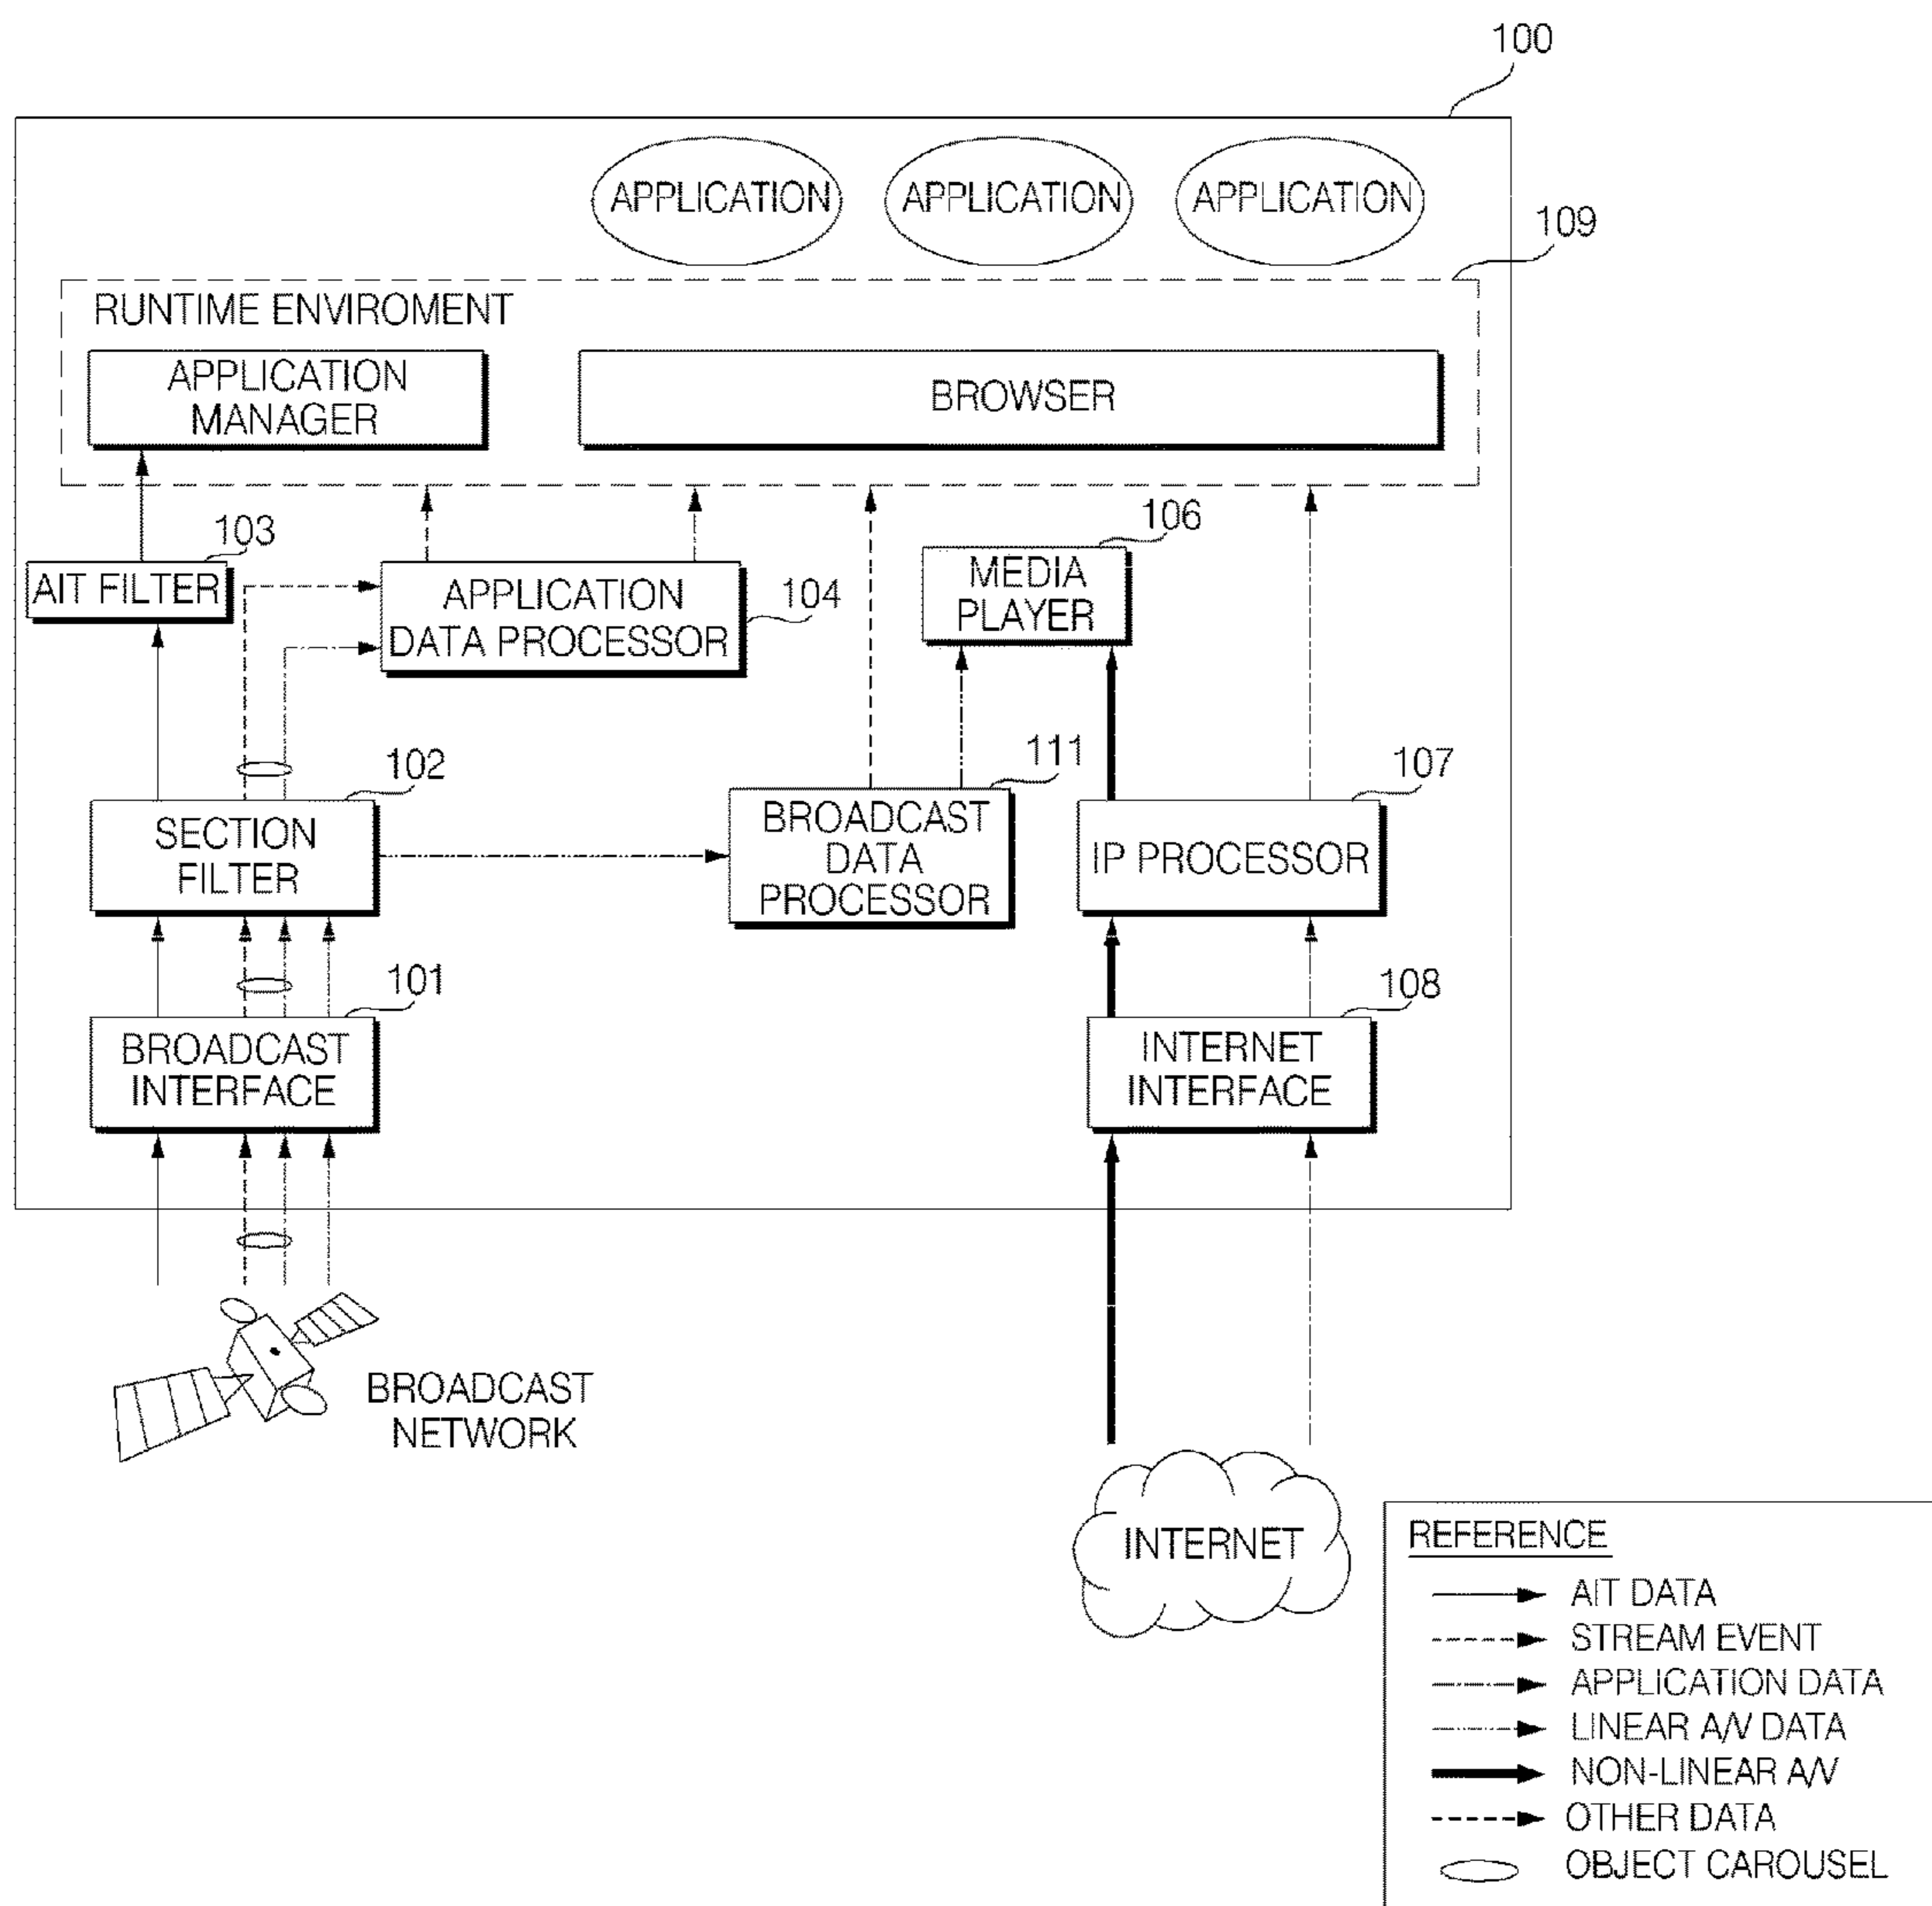 100
APPLICATION
APPLICATION
APPLICATION
109
RUNTIME ENVIROMENT
APPLICATION
MANAGER
BROWSER
103
AIT FILTER
APPLICATION
DATA PROCESSOR
104
106
MEDIA
PLAYER
102
SECTION
FILTER
111
BROADCAST
DATA
PROCESSOR
107
IP PROCESSOR
101
BROADCAST
INTERFACE
108
INTERNET
INTERFACE
BROADCAST
NETWORK
INTERNET
REFERENCE
AIT DATA
STREAM EVENT
APPLICATION DATA
LINEAR A/V DATA
NON-LINEAR A/V
OTHER DATA
OBJECT CAROUSEL